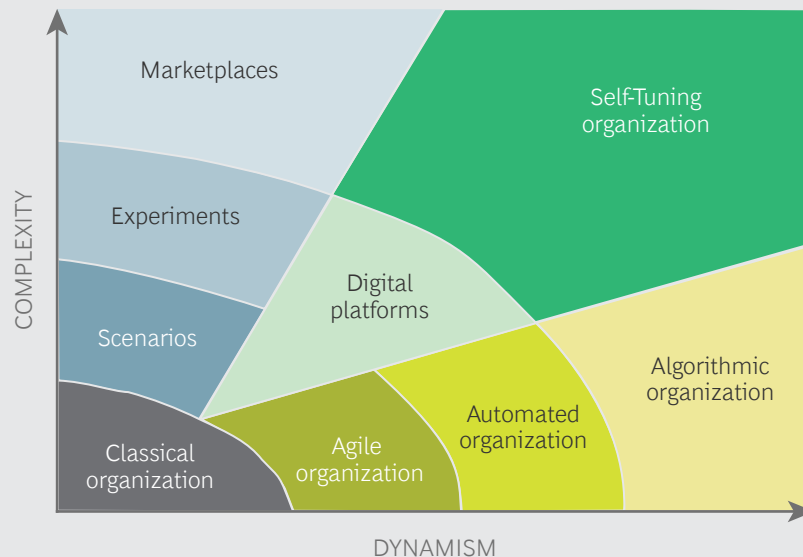 Marketplaces
Self-Tuning
organization
Experiments
COMPLEXITY
Digital
platforms
Scenarios
Algorithmic
organization
Automated
organization
Agile
organization
Classical
organization
DYNAMISM